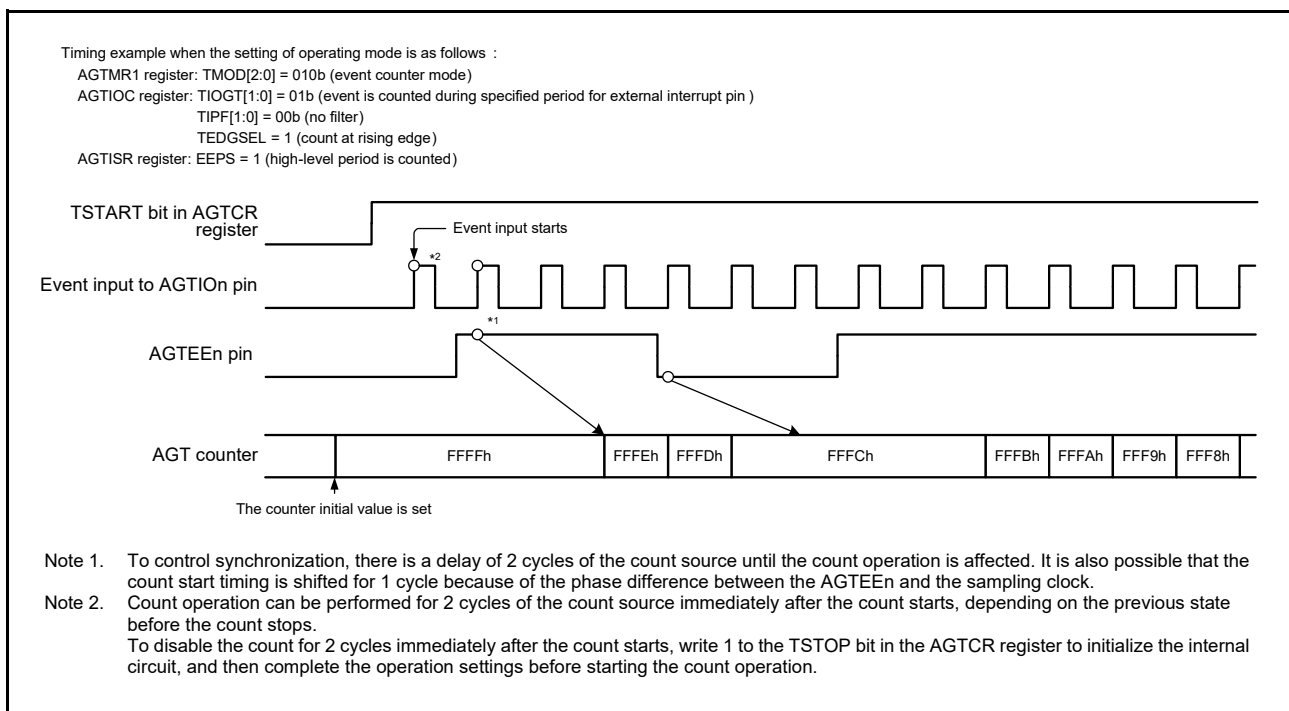 Timing example when the setting of operating mode is as follows :
AGTMR1 register: TMOD[2:0] = 010b (event counter mode)
AGTIOC register: TIOGT[1:0] = 01b (event is counted during specified period for external interrupt pin )
TIPF[1:0] = 00b (no filter)
TEDGSEL = 1 (count at rising edge)
AGTISR register: EEPS = 1 (high-level period is counted)
TSTART bit in AGTCR
register
Event input starts
*2
Event input to AGTIOn pin
*1
AGTEEn pin
AGT counter
FFFFh FFFEh FFFDh FFFCh FFFBh FFFAh FFF9h FFF8h
The counter initial value is set
Note 1. To control synchronization, there is a delay of 2 cycles of the count source until the count operation is affected. It is also possible that the
count start timing is shifted for 1 cycle because of the phase difference between the AGTEEn and the sampling clock.
Note 2. Count operation can be performed for 2 cycles of the count source immediately after the count starts, depending on the previous state
before the count stops.
To disable the count for 2 cycles immediately after the count starts, write 1 to the TSTOP bit in the AGTCR register to initialize the internal
circuit, and then complete the operation settings before starting the count operation.